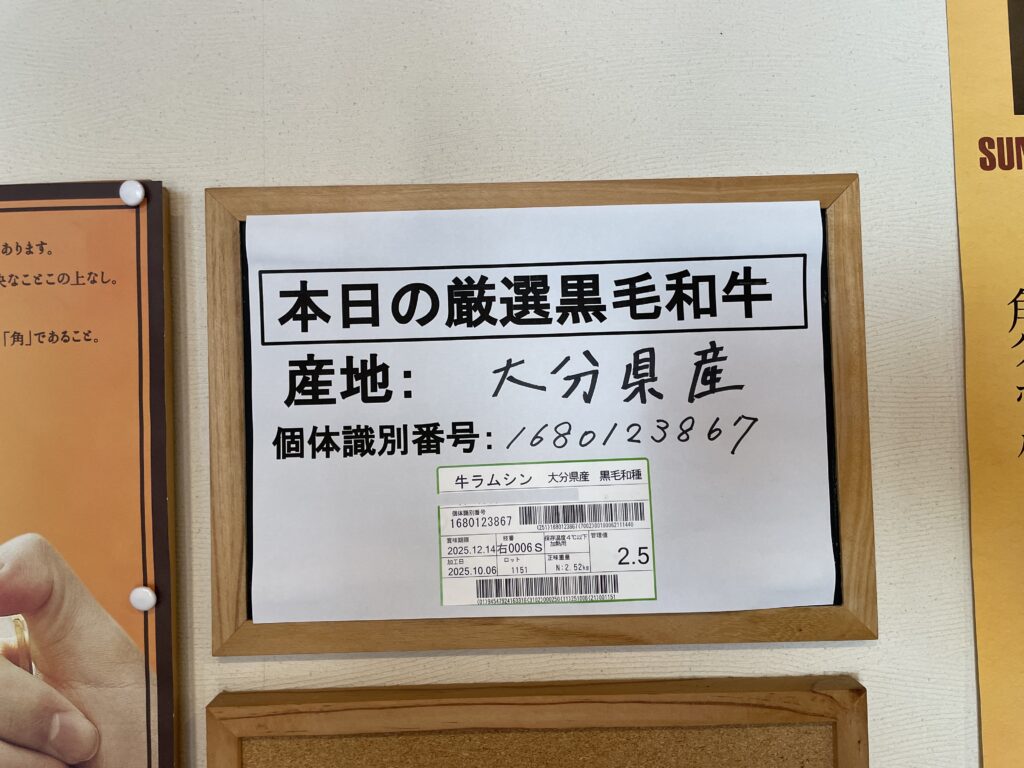 あります。
なことこの上なし。
「角」であること。
SUN
角
本日の厳選黒毛和牛
産地： 大分県産
個体識別番号： 1680123867
牛ラムシン 大分県産 黒毛和種
個体識別番号
1680123867
賞味期限 枝番 保存温度4℃以下 管理値
加熱用
2025.12.14 右0006 S 2.5
加工日 ロット 正味重量
2025.10.06 1151 N:2.52kg